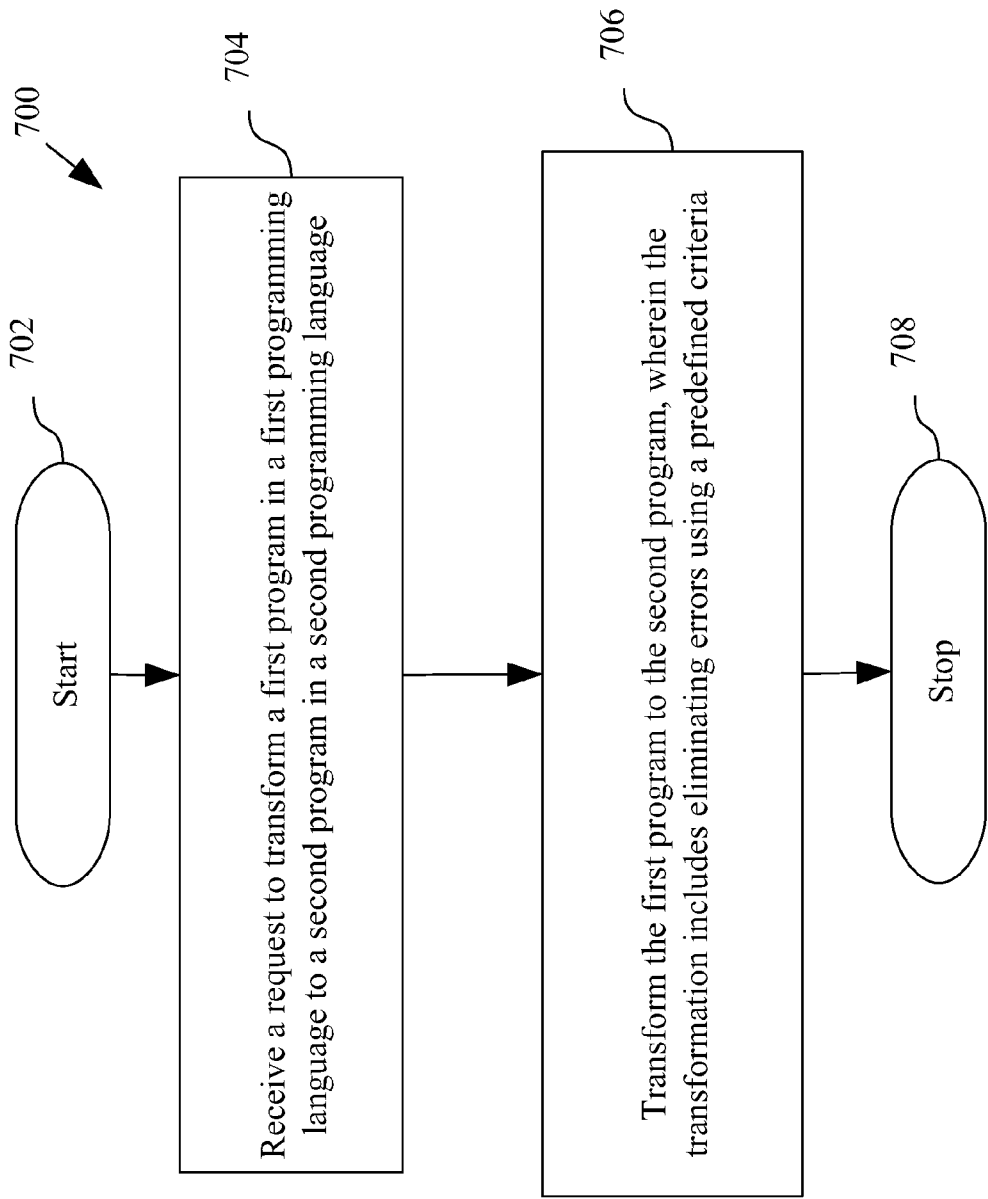 700
702
Start
704
Receive a request to transform a first program in a first programming
language to a second program in a second programming language
706
Transform the first program to the second program, wherein the
transformation includes eliminating errors using a predefined criteria
708
Stop